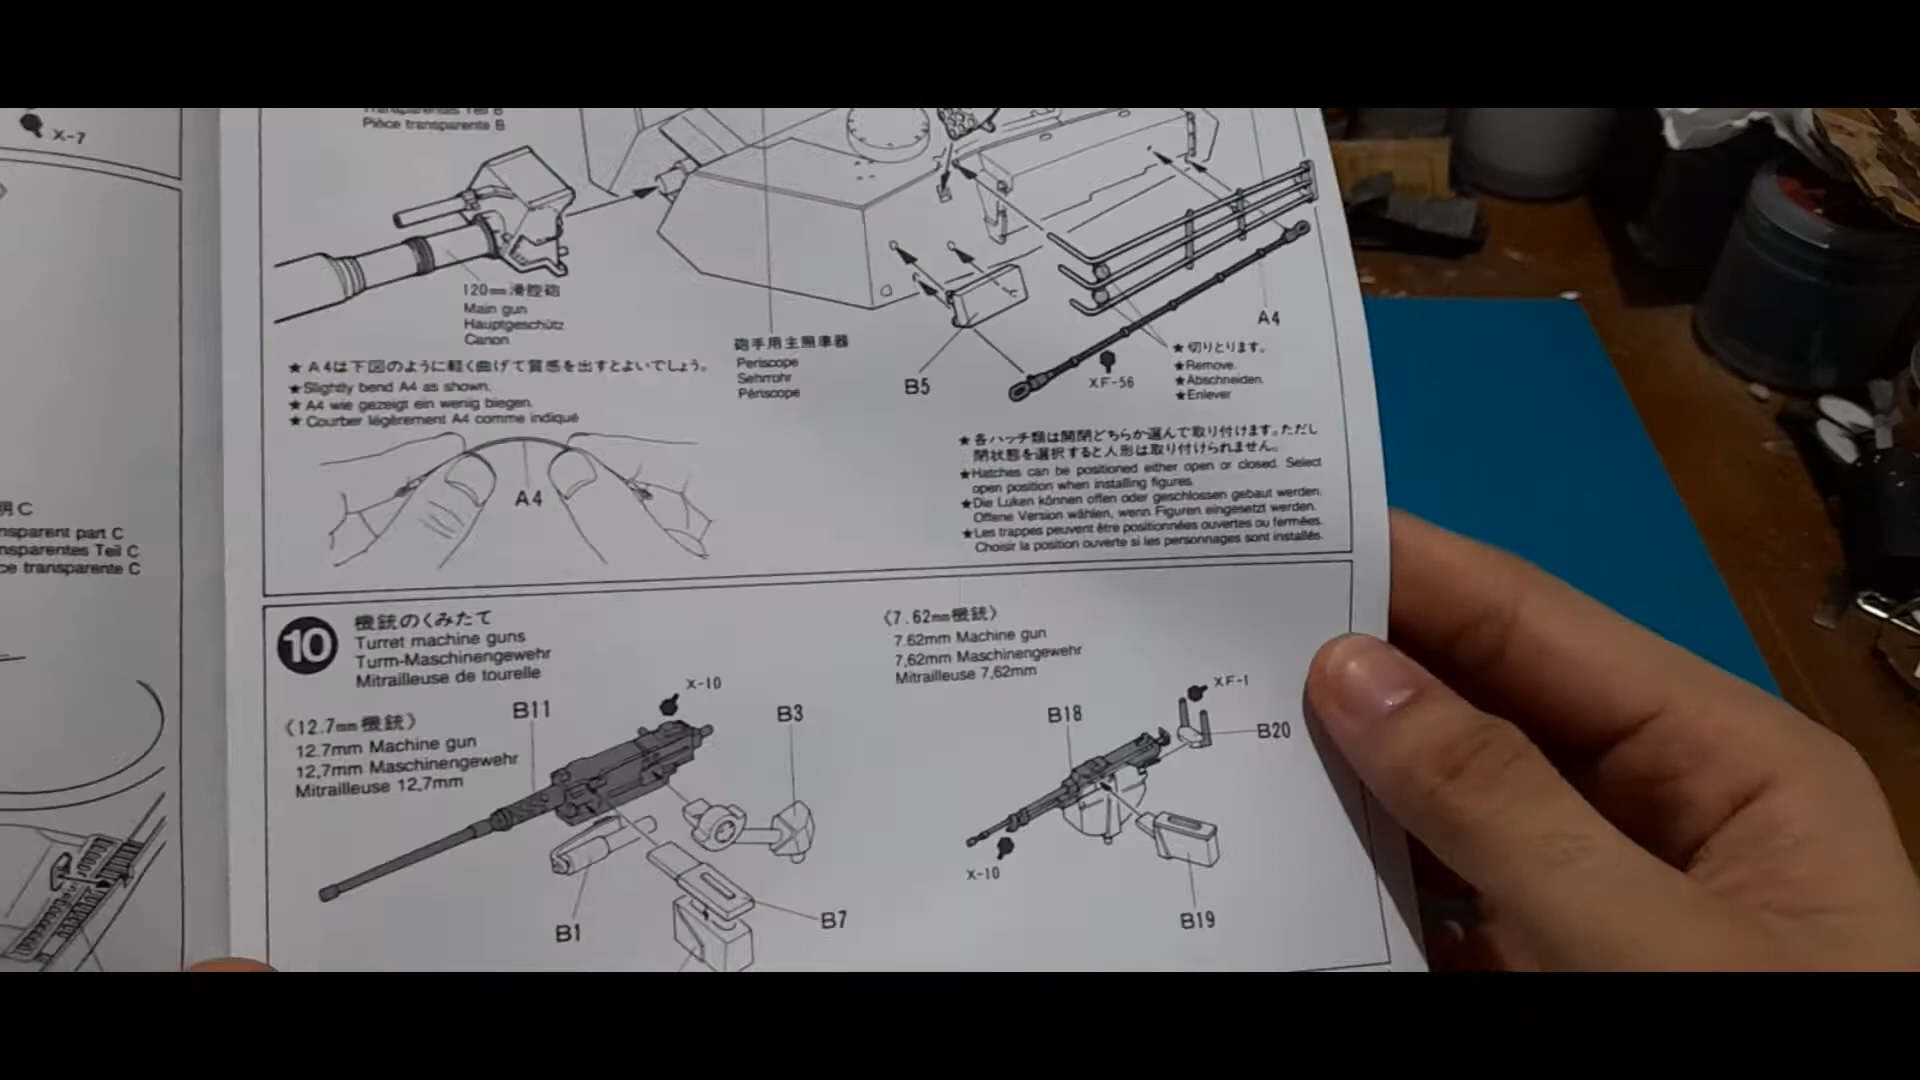 X-7
Pièce transparente B
120mm滑腔砲
Main gun
Hauptgeschütz
Canon
★A4は下図のように軽く曲げて質感を出すとよいでしょう。
★Slightly bend A4 as shown.
★A4 wie gezeigt ein wenig biegen.
★Courber légèrement A4 comme indiqué
A4
砲手用主照準器
Periscope
Sehrrohr
Périscope
B5
XF-56
A4
★切りとります。
★Remove.
★Abschneiden.
★Enlever
★各ハッチ類は開閉どちらか選んで取り付けます。ただし
閉状態を選択すると人形は取り付けられません。
★Hatches can be positioned either open or closed. Select
open position when installing figures.
★Die Luken können offen oder geschlossen gebaut werden.
Offene Version wählen, wenn Figuren eingesetzt werden.
★Les trappes peuvent être positionnées ouvertes ou fermées.
Choisir la position ouverte si les personnages sont installés.
C
nsparent part C
nsparentes Teil C
ce transparente C
10
機銃のくみたて
Turret machine guns
Turm-Maschinengewehr
Mitrailleuse de tourelle
《12.7mm機銃》
12.7mm Machine gun
12,7mm Maschinengewehr
Mitrailleuse 12,7mm
B11
X-10
B3
B1
B7
《7.62mm機銃》
7.62mm Machine gun
7,62mm Maschinengewehr
Mitrailleuse 7,62mm
B18
XF-1
B20
X-10
B19